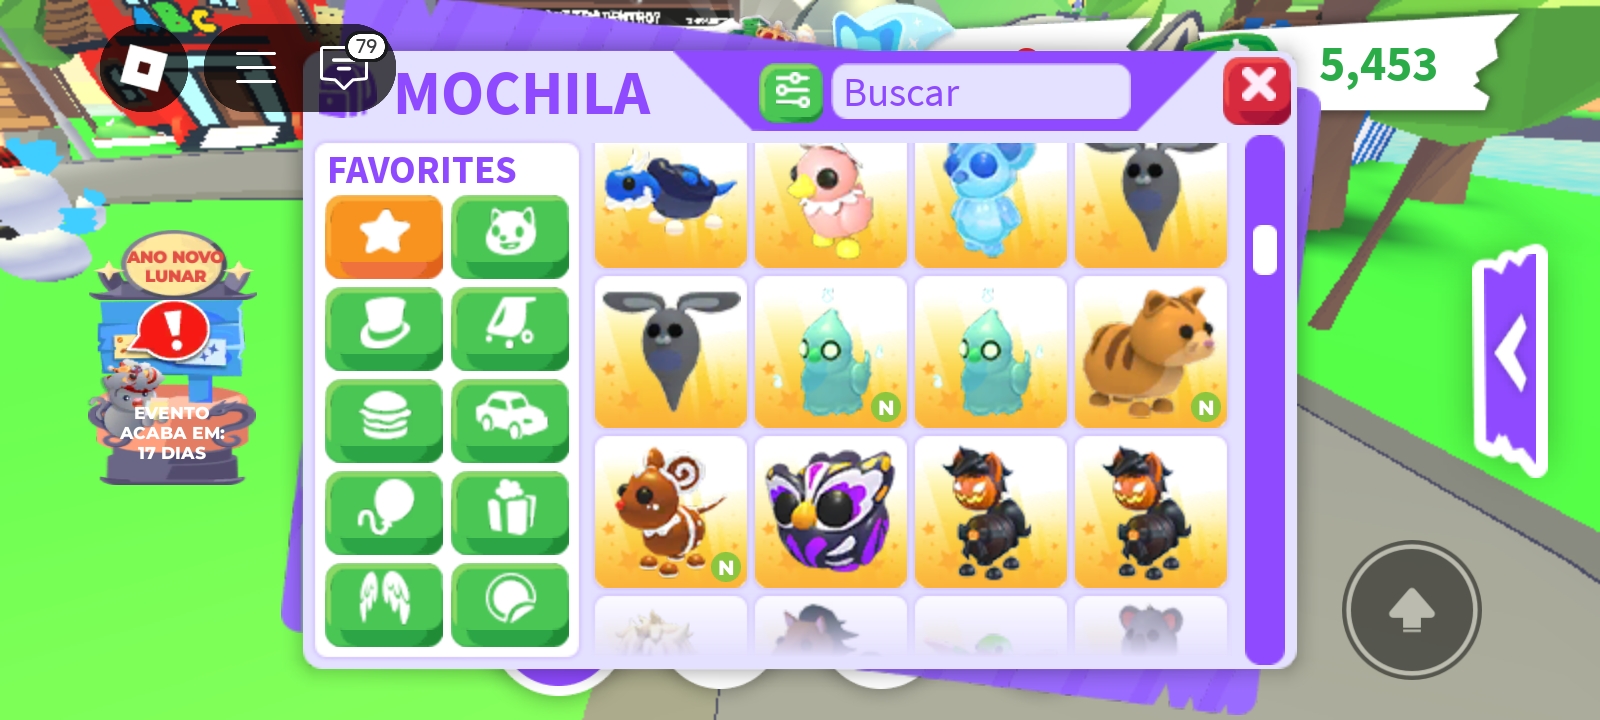 79
MOCHILA
Buscar
5,453
FAVORITES
ANO NOVO
LUNAR
!
EVENTO
ACABA EM:
17 DIAS
N
N
N